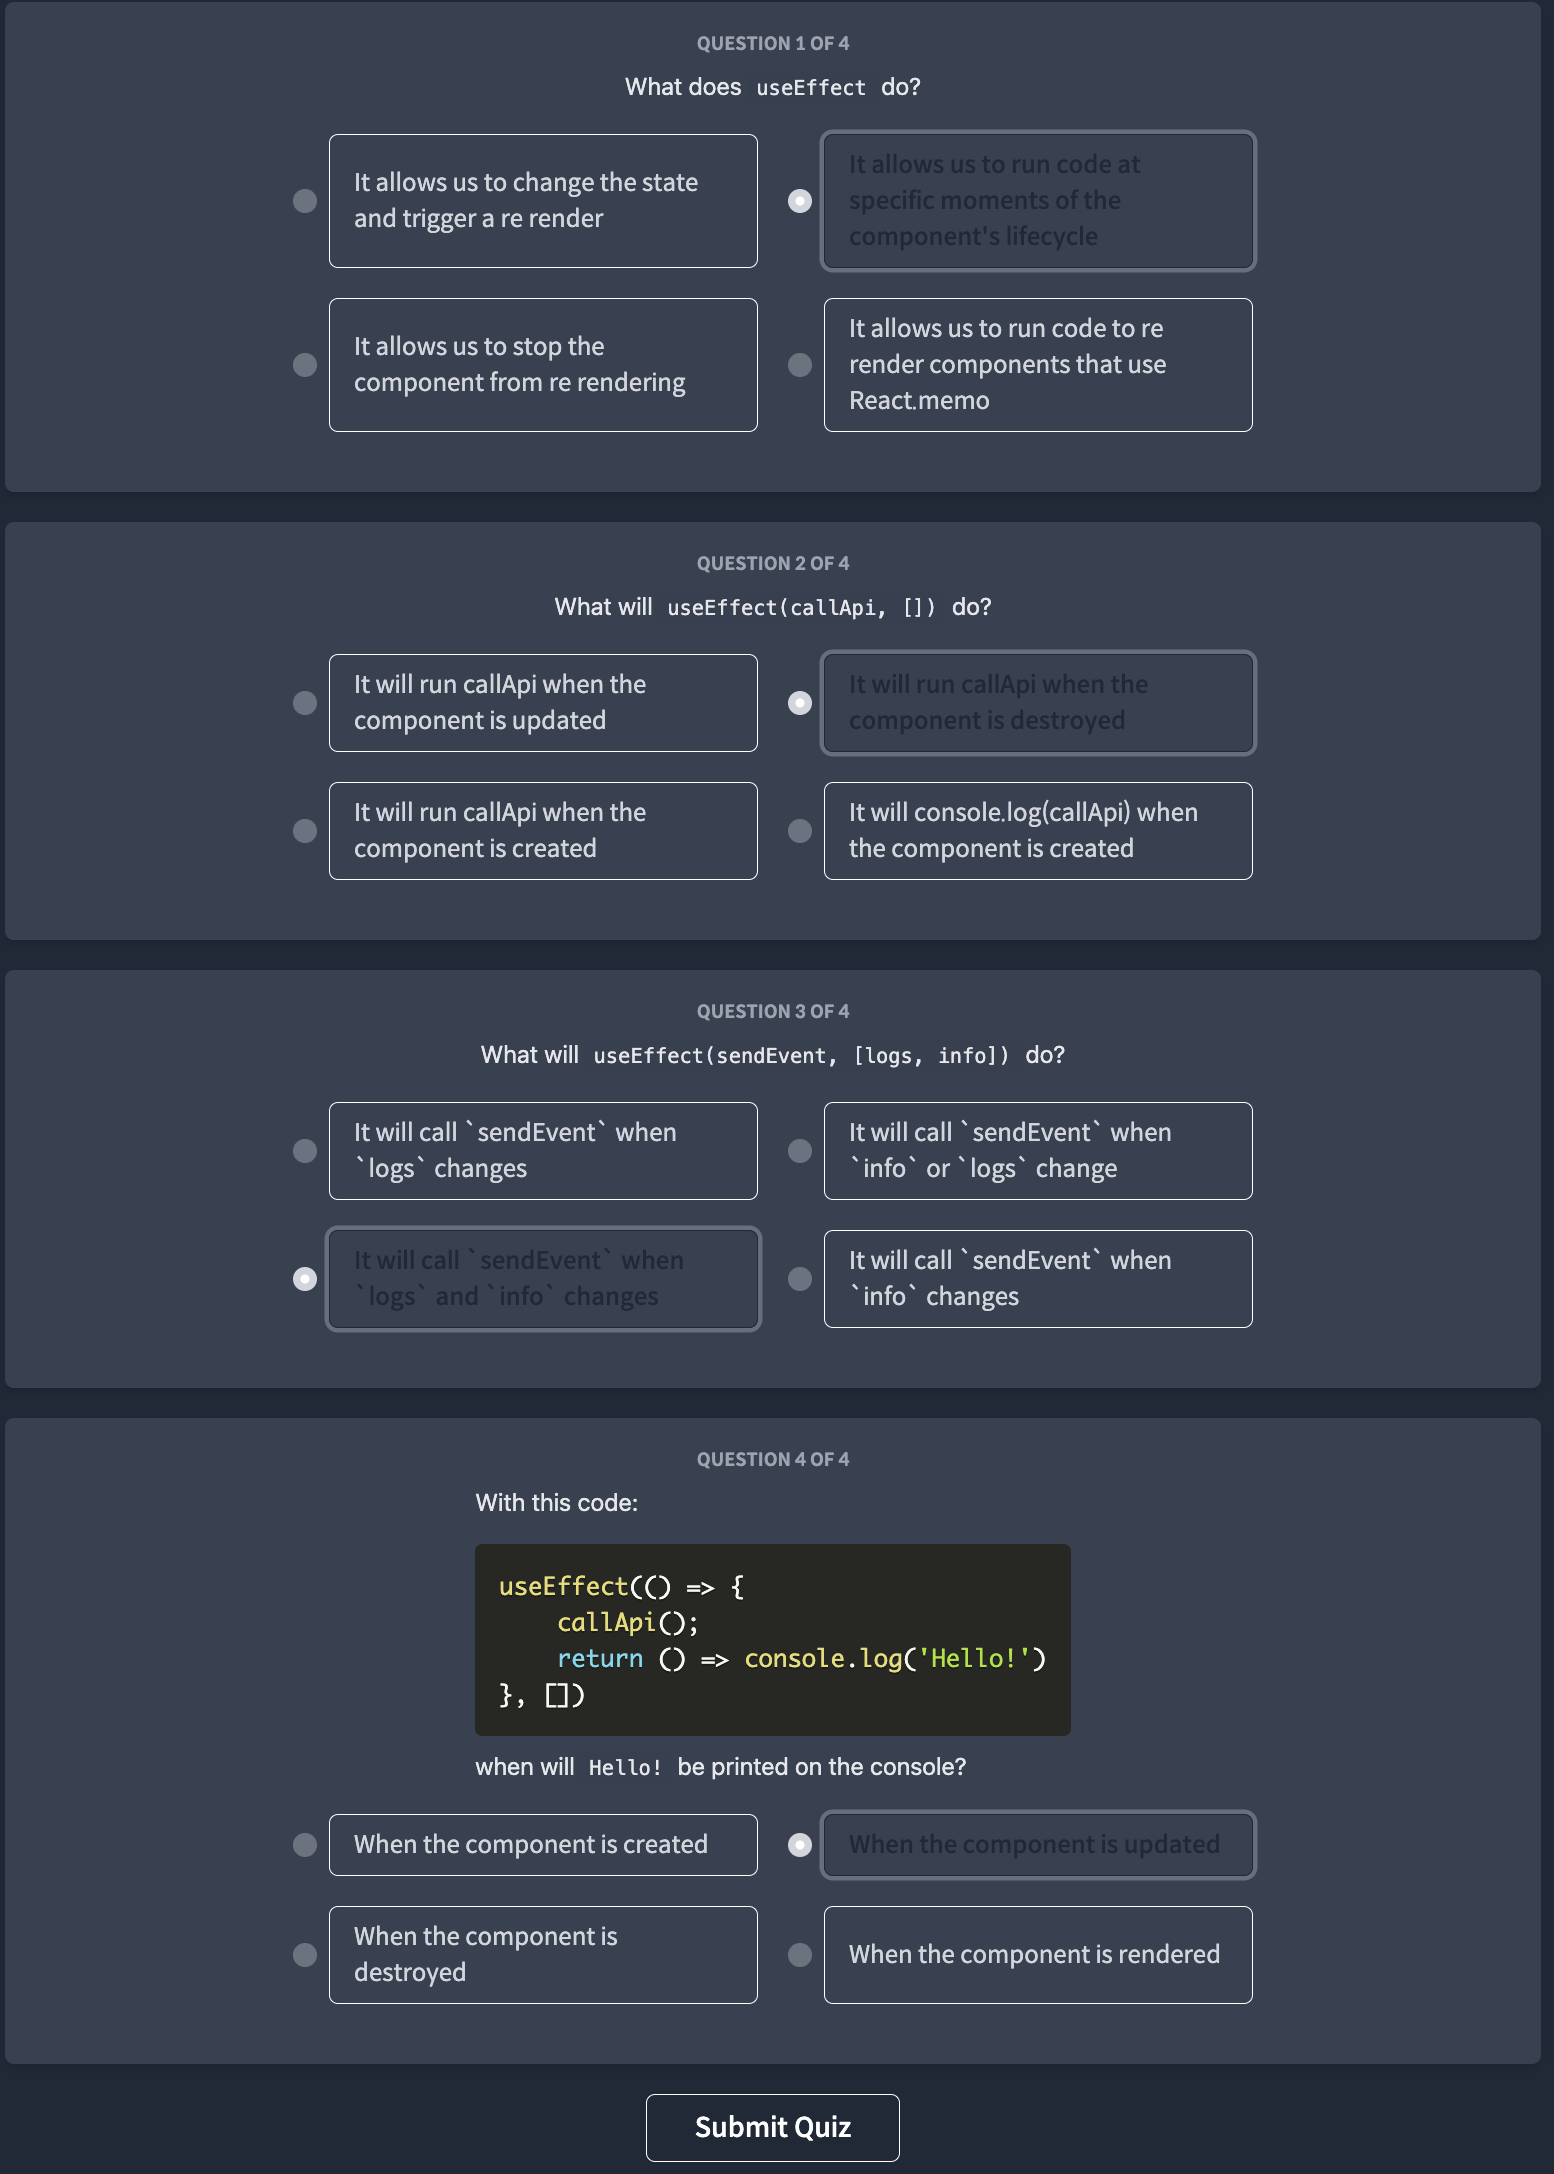 QUESTION 1 OF 4
What does useEffect do?
It allows us to change the state
and trigger a re render
It allows us to run code at
specific moments of the
component's lifecycle
It allows us to stop the
component from re rendering
It allows us to run code to re
render components that use
React.memo
QUESTION 2 OF 4
What will useEffect(callApi, []) do?
It will run callApi when the
component is updated
It will run callApi when the
component is destroyed
It will run callApi when the
component is created
It will console.log(callApi) when
the component is created
QUESTION 3 OF 4
What will useEffect(sendEvent, [logs, info]) do?
It will call `sendEvent` when
`logs` changes
It will call `sendEvent` when
`info` or `logs` change
It will call `sendEvent` when
`logs` and `info` changes
It will call `sendEvent` when
`info` changes
QUESTION 4 OF 4
With this code:
useEffect(() => {
    callApi();
    return () => console.log('Hello!')
}, [])
when will Hello! be printed on the console?
When the component is created
When the component is updated
When the component is
destroyed
When the component is rendered
Submit Quiz